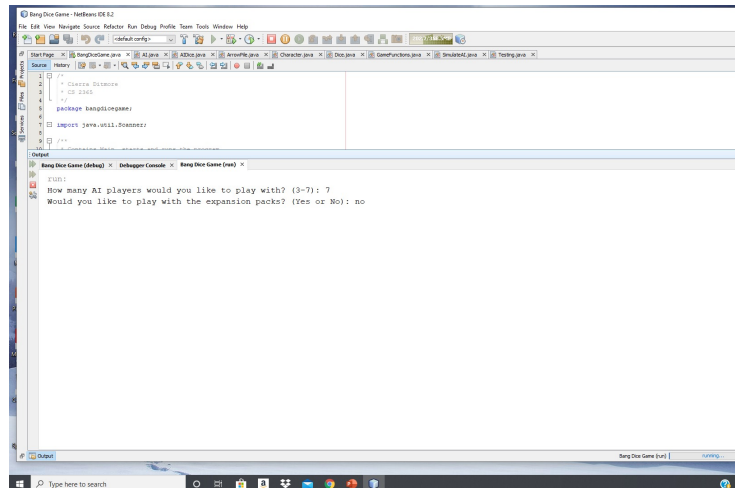 Bang Dice Game - NetBeans IDE 8.2
File Edit View Navigate Source Refactor Run Debug Profile Team Tools Window Help
<default config>
Start Page BangDiceGame.java AI.java AIDice.java ArrowPile.java Character.java Dice.java GameFunctions.java SimulateAI.java Testing.java
Projects
Files
Services
Source History
1 /*
2 * Cierra Ditmore
3 * CS 2365
4 */
5 package bangdicegame;
6
7 import java.util.Scanner;
8
9 /**
Output
Bang Dice Game (debug) Debugger Console Bang Dice Game (run)
run:
How many AI players would you like to play with? (3-7): 7
Would you like to play with the expansion packs? (Yes or No): no
Output
Bang Dice Game (run) running...
Type here to search